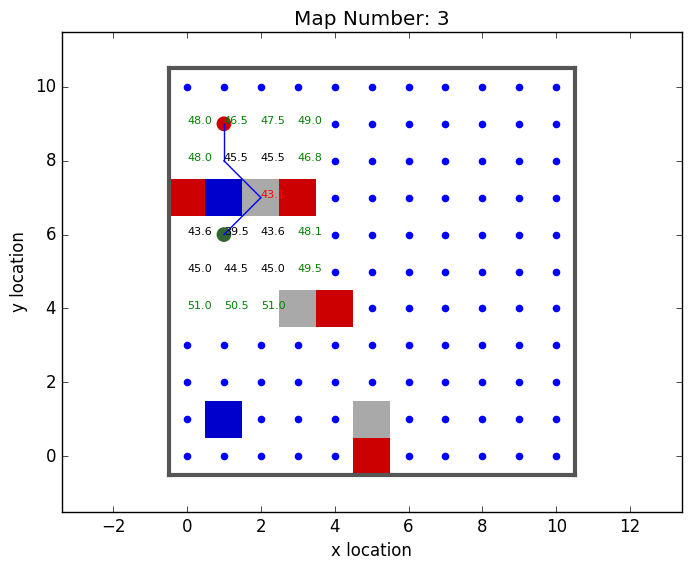 Map Number: 3
10
48.0 46.5 47.5 49.0
8
48.0 45.5 45.5 46.8
43.
6
43.6 39.5 43.6 48.1
45.0 44.5 45.0 49.5
4
51.0 50.5 51.0
2
0
−2 0 2 4 6 8 10 12
x location
y location